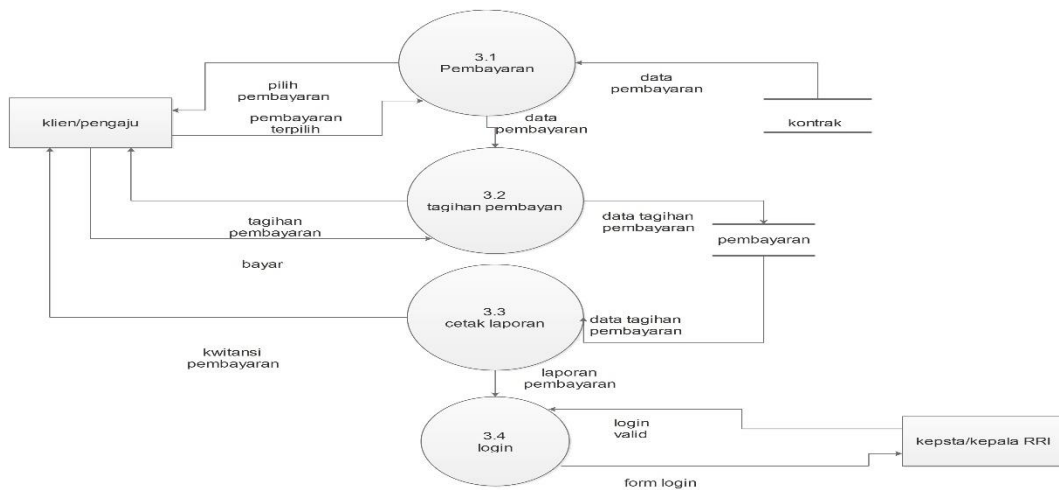 3.1
Pembayaran
pilih
pembayaran
data
pembayaran
klien/pengaju
pembayaran
terpilih
data
pembayaran
kontrak
3.2
tagihan pembayan
tagihan
pembayaran
data tagihan
pembayaran
pembayaran
bayar
3.3
cetak laporan
data tagihan
pembayaran
kwitansi
pembayaran
laporan
pembayaran
3.4
login
login
valid
kepsta/kepala RRI
form login